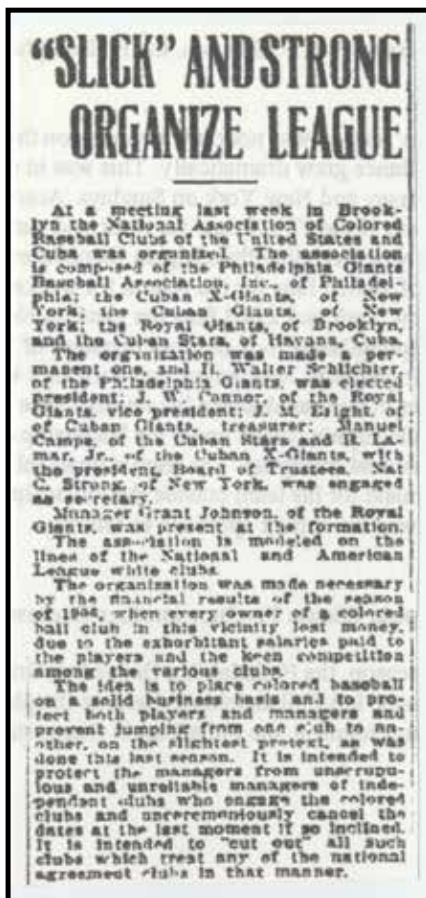 “SLICK” AND STRONG
ORGANIZE LEAGUE
At a meeting last week in Brook-
lyn the National Association of Colored
Baseball Clubs of the United States and
Cuba was organized. The association
is composed of the Philadelphia Giants
Baseball Association, Inc., of Philadel-
phia; the Cuban X-Giants, of New
York; the Cuban Giants, of New
York; the Royal Giants, of Brooklyn,
and the Cuban Stars, of Havana, Cuba.
The organization was made a per-
manent one, and H. Walter Schlichter,
of the Philadelphia Giants, was elected
president; J. W. Connor, of the Royal
Giants, vice president; J. M. Bright, of
of Cuban Giants, treasurer; Manuel
Camps, of the Cuban Stars and E. La-
mar, Jr., of the Cuban X-Giants, with
the president, Board of Trustees. Nat
C. Strong, of New York, was engaged
as secretary.
Manager Grant Johnson, of the Royal
Giants, was present at the formation.
The association is modeled on the
lines of the National and American
League white clubs.
The organization was made necessary
by the financial results of the season
of 1906, when every owner of a colored
ball club in this vicinity lost money,
due to the exhorbitant salaries paid to
the players and the keen competition
among the various clubs.
The idea is to place colored baseball
on a solid business basis and to pro-
tect both players and managers and
prevent jumping from one club to an-
other, on the slightest pretext, as was
done this last season. It is intended to
protect the managers from unscrupu-
lous and unreliable managers of inde-
pendent clubs who engage the colored
clubs and unceremoniously cancel the
dates at the last moment if so inclined.
It is intended to “cut out” all such
clubs which treat any of the national
agreement clubs in that manner.